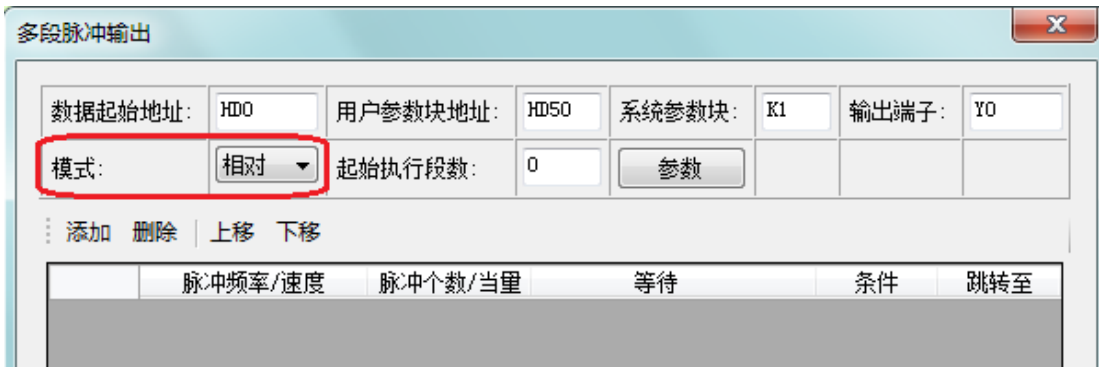 多段脉冲输出
数据起始地址: HD0 用户参数块地址: HD50 系统参数块: K1 输出端子: Y0
模式: 相对 起始执行段数: 0 参数
添加 删除 上移 下移
脉冲频率/速度 脉冲个数/当量 等待 条件 跳转至